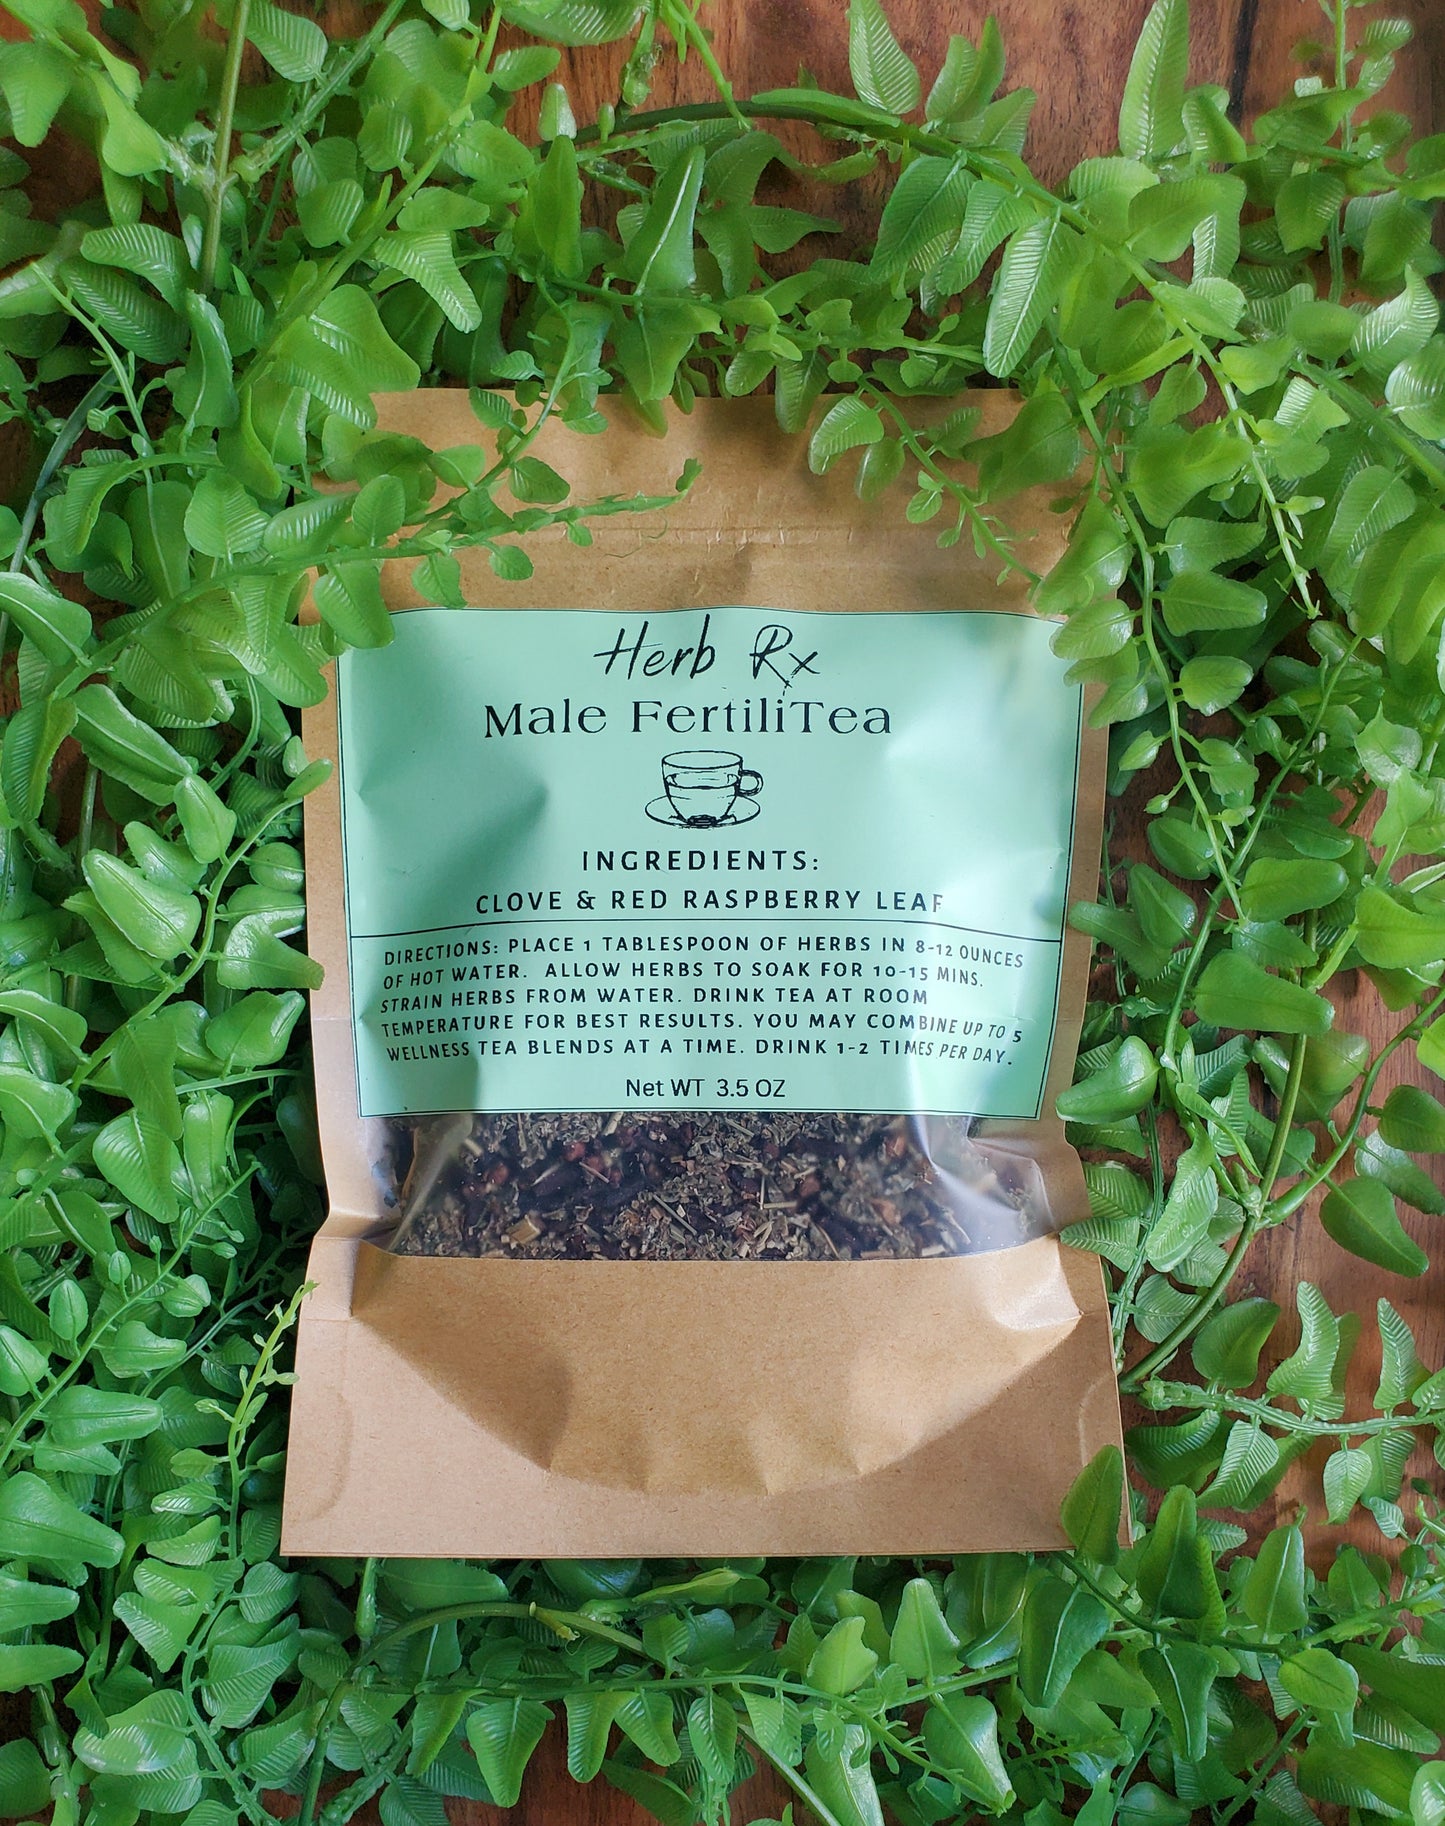 Herb Rx
Male FertiliTea
INGREDIENTS:
CLOVE & RED RASPBERRY LEAF
DIRECTIONS: PLACE 1 TABLESPOON OF HERBS IN 8-12 OUNCES
OF HOT WATER. ALLOW HERBS TO SOAK FOR 10-15 MINS.
STRAIN HERBS FROM WATER. DRINK TEA AT ROOM
TEMPERATURE FOR BEST RESULTS. YOU MAY COMBINE UP TO 5
WELLNESS TEA BLENDS AT A TIME. DRINK 1-2 TIMES PER DAY.
Net WT 3.5 OZ